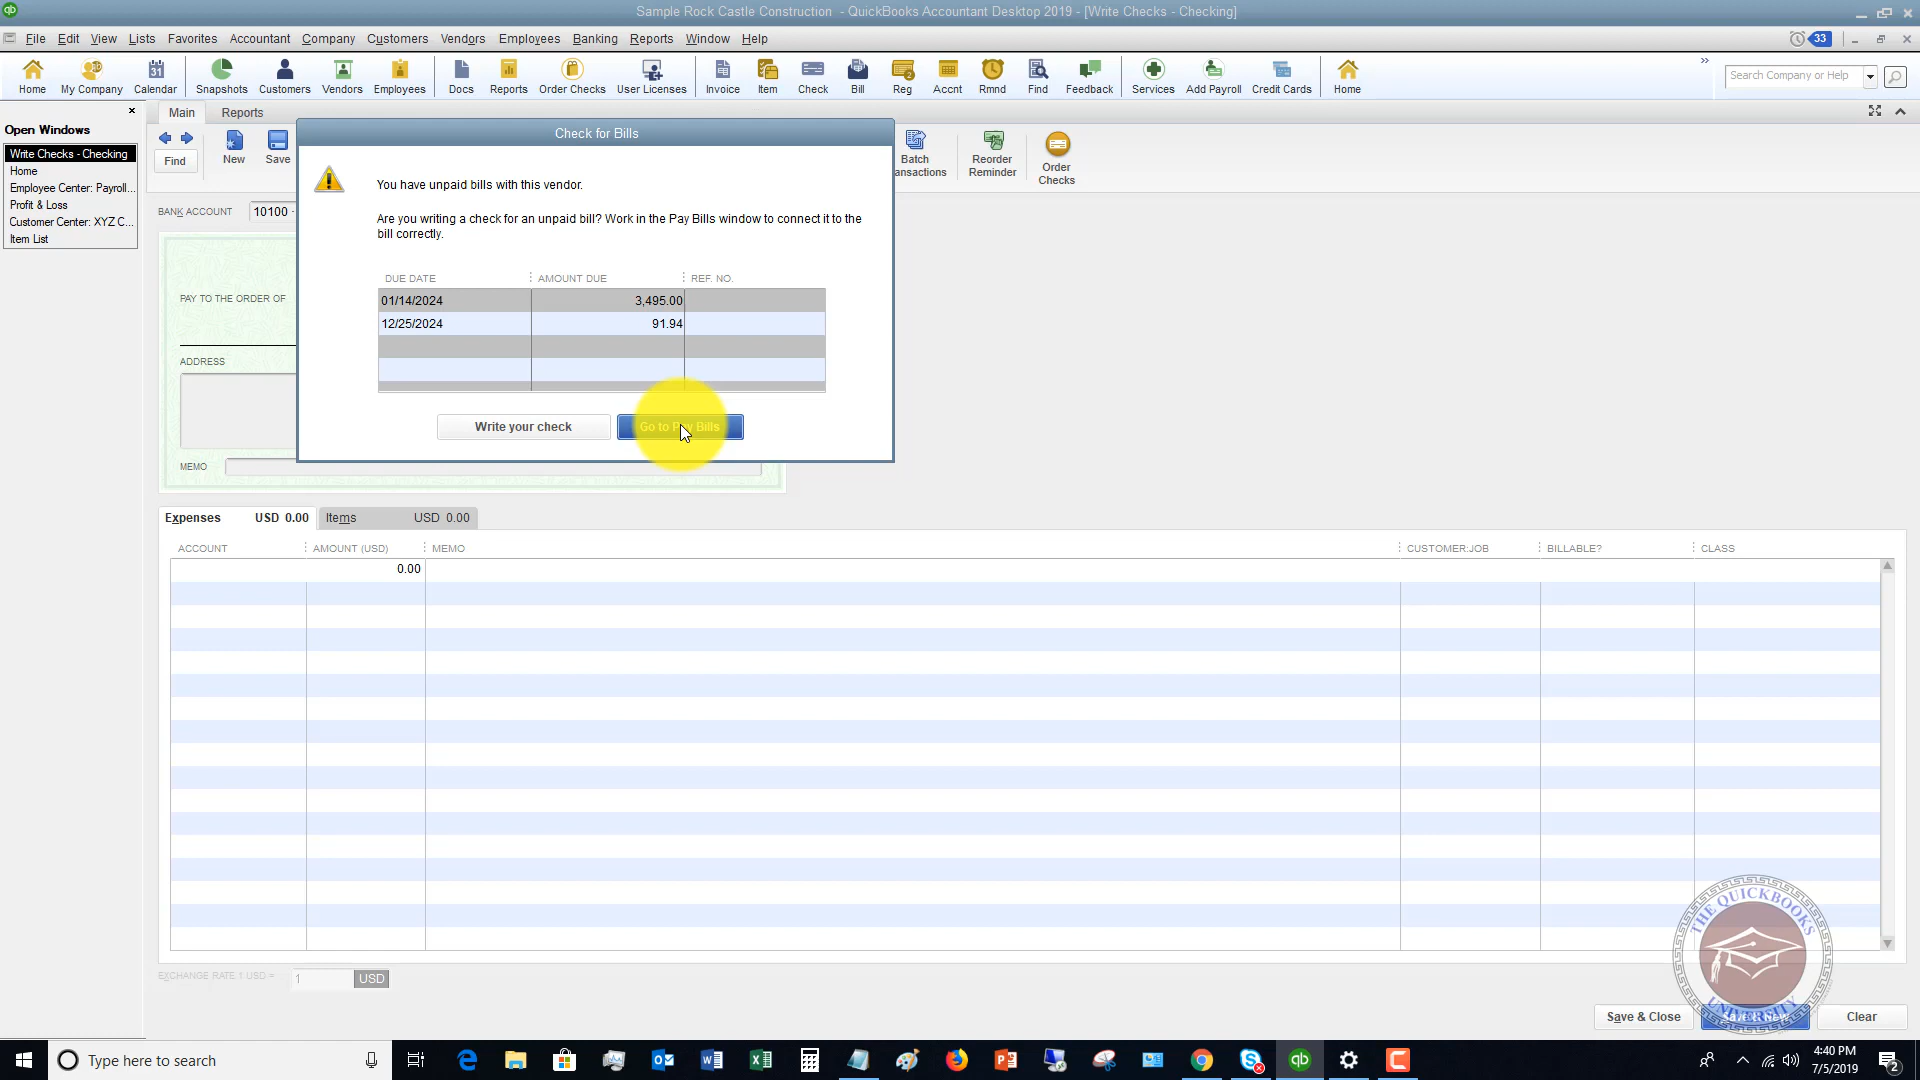 Sample Rock Castle Construction - QuickBooks Accountant Desktop 2019 - [Write Checks - Checking]
File Edit View Lists Favorites Accountant Company Customers Vendors Employees Banking Reports Window Help
33
Home My Company Calendar Snapshots Customers Vendors Employees Docs Reports Order Checks User Licenses Invoice Item Check Bill Reg Accnt Rmnd Find Feedback Services Add Payroll Credit Cards Home
Search Company or Help
Main Reports
Open Windows
Write Checks - Checking
Home
Employee Center: Payroll...
Profit & Loss
Customer Center: XYZ C...
Item List
Find
New
Save
Batch
ansactions
Reorder
Reminder
Order
Checks
BANK ACCOUNT 10100 -
PAY TO THE ORDER OF
ADDRESS
MEMO
Check for Bills
You have unpaid bills with this vendor.
Are you writing a check for an unpaid bill? Work in the Pay Bills window to connect it to the
bill correctly.
DUE DATE AMOUNT DUE REF. NO.
01/14/2024 3,495.00
12/25/2024 91.94
Write your check
Go to Pay Bills
Expenses USD 0.00 Items USD 0.00
ACCOUNT AMOUNT (USD) MEMO CUSTOMER:JOB BILLABLE? CLASS
0.00
EXCHANGE RATE 1 USD = 1 USD
THE QUICKBOOKS
UNIVERSITY
Save & Close
Clear
Type here to search
4:40 PM
7/5/2019
2